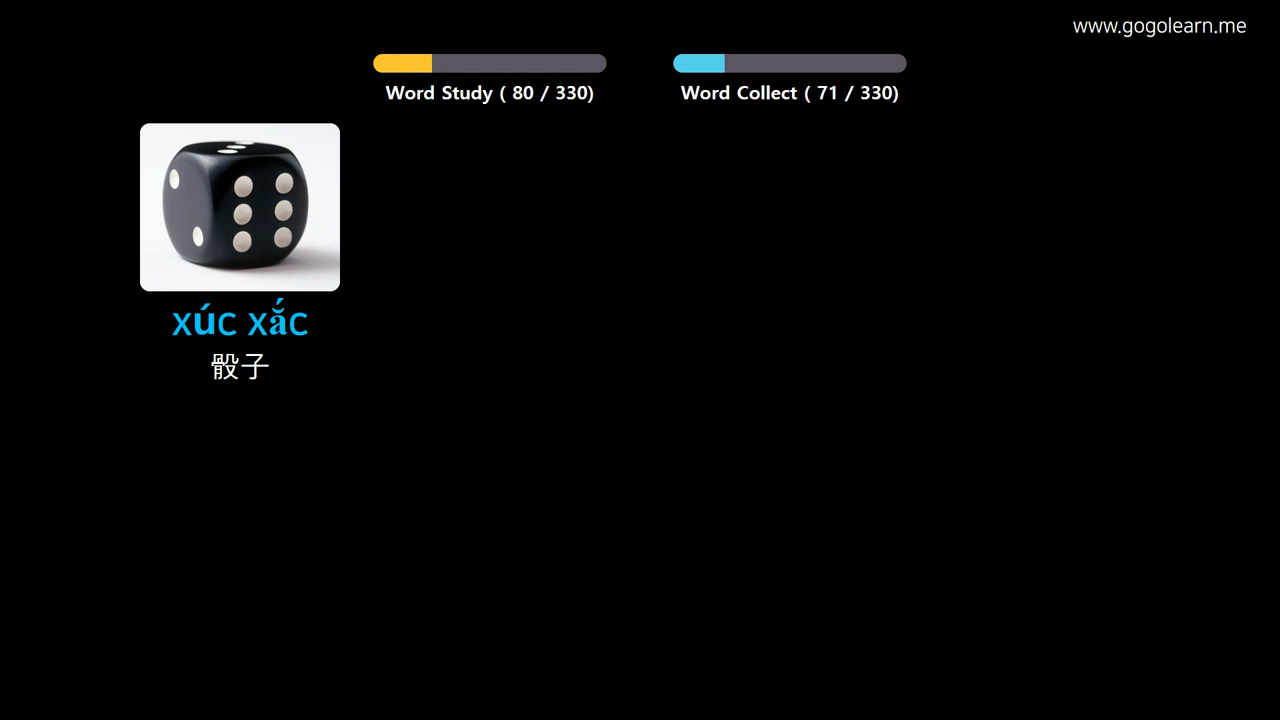 www.gogolearn.me
Word Study ( 80 / 330)
Word Collect ( 71 / 330)
xúc xắc
骰子